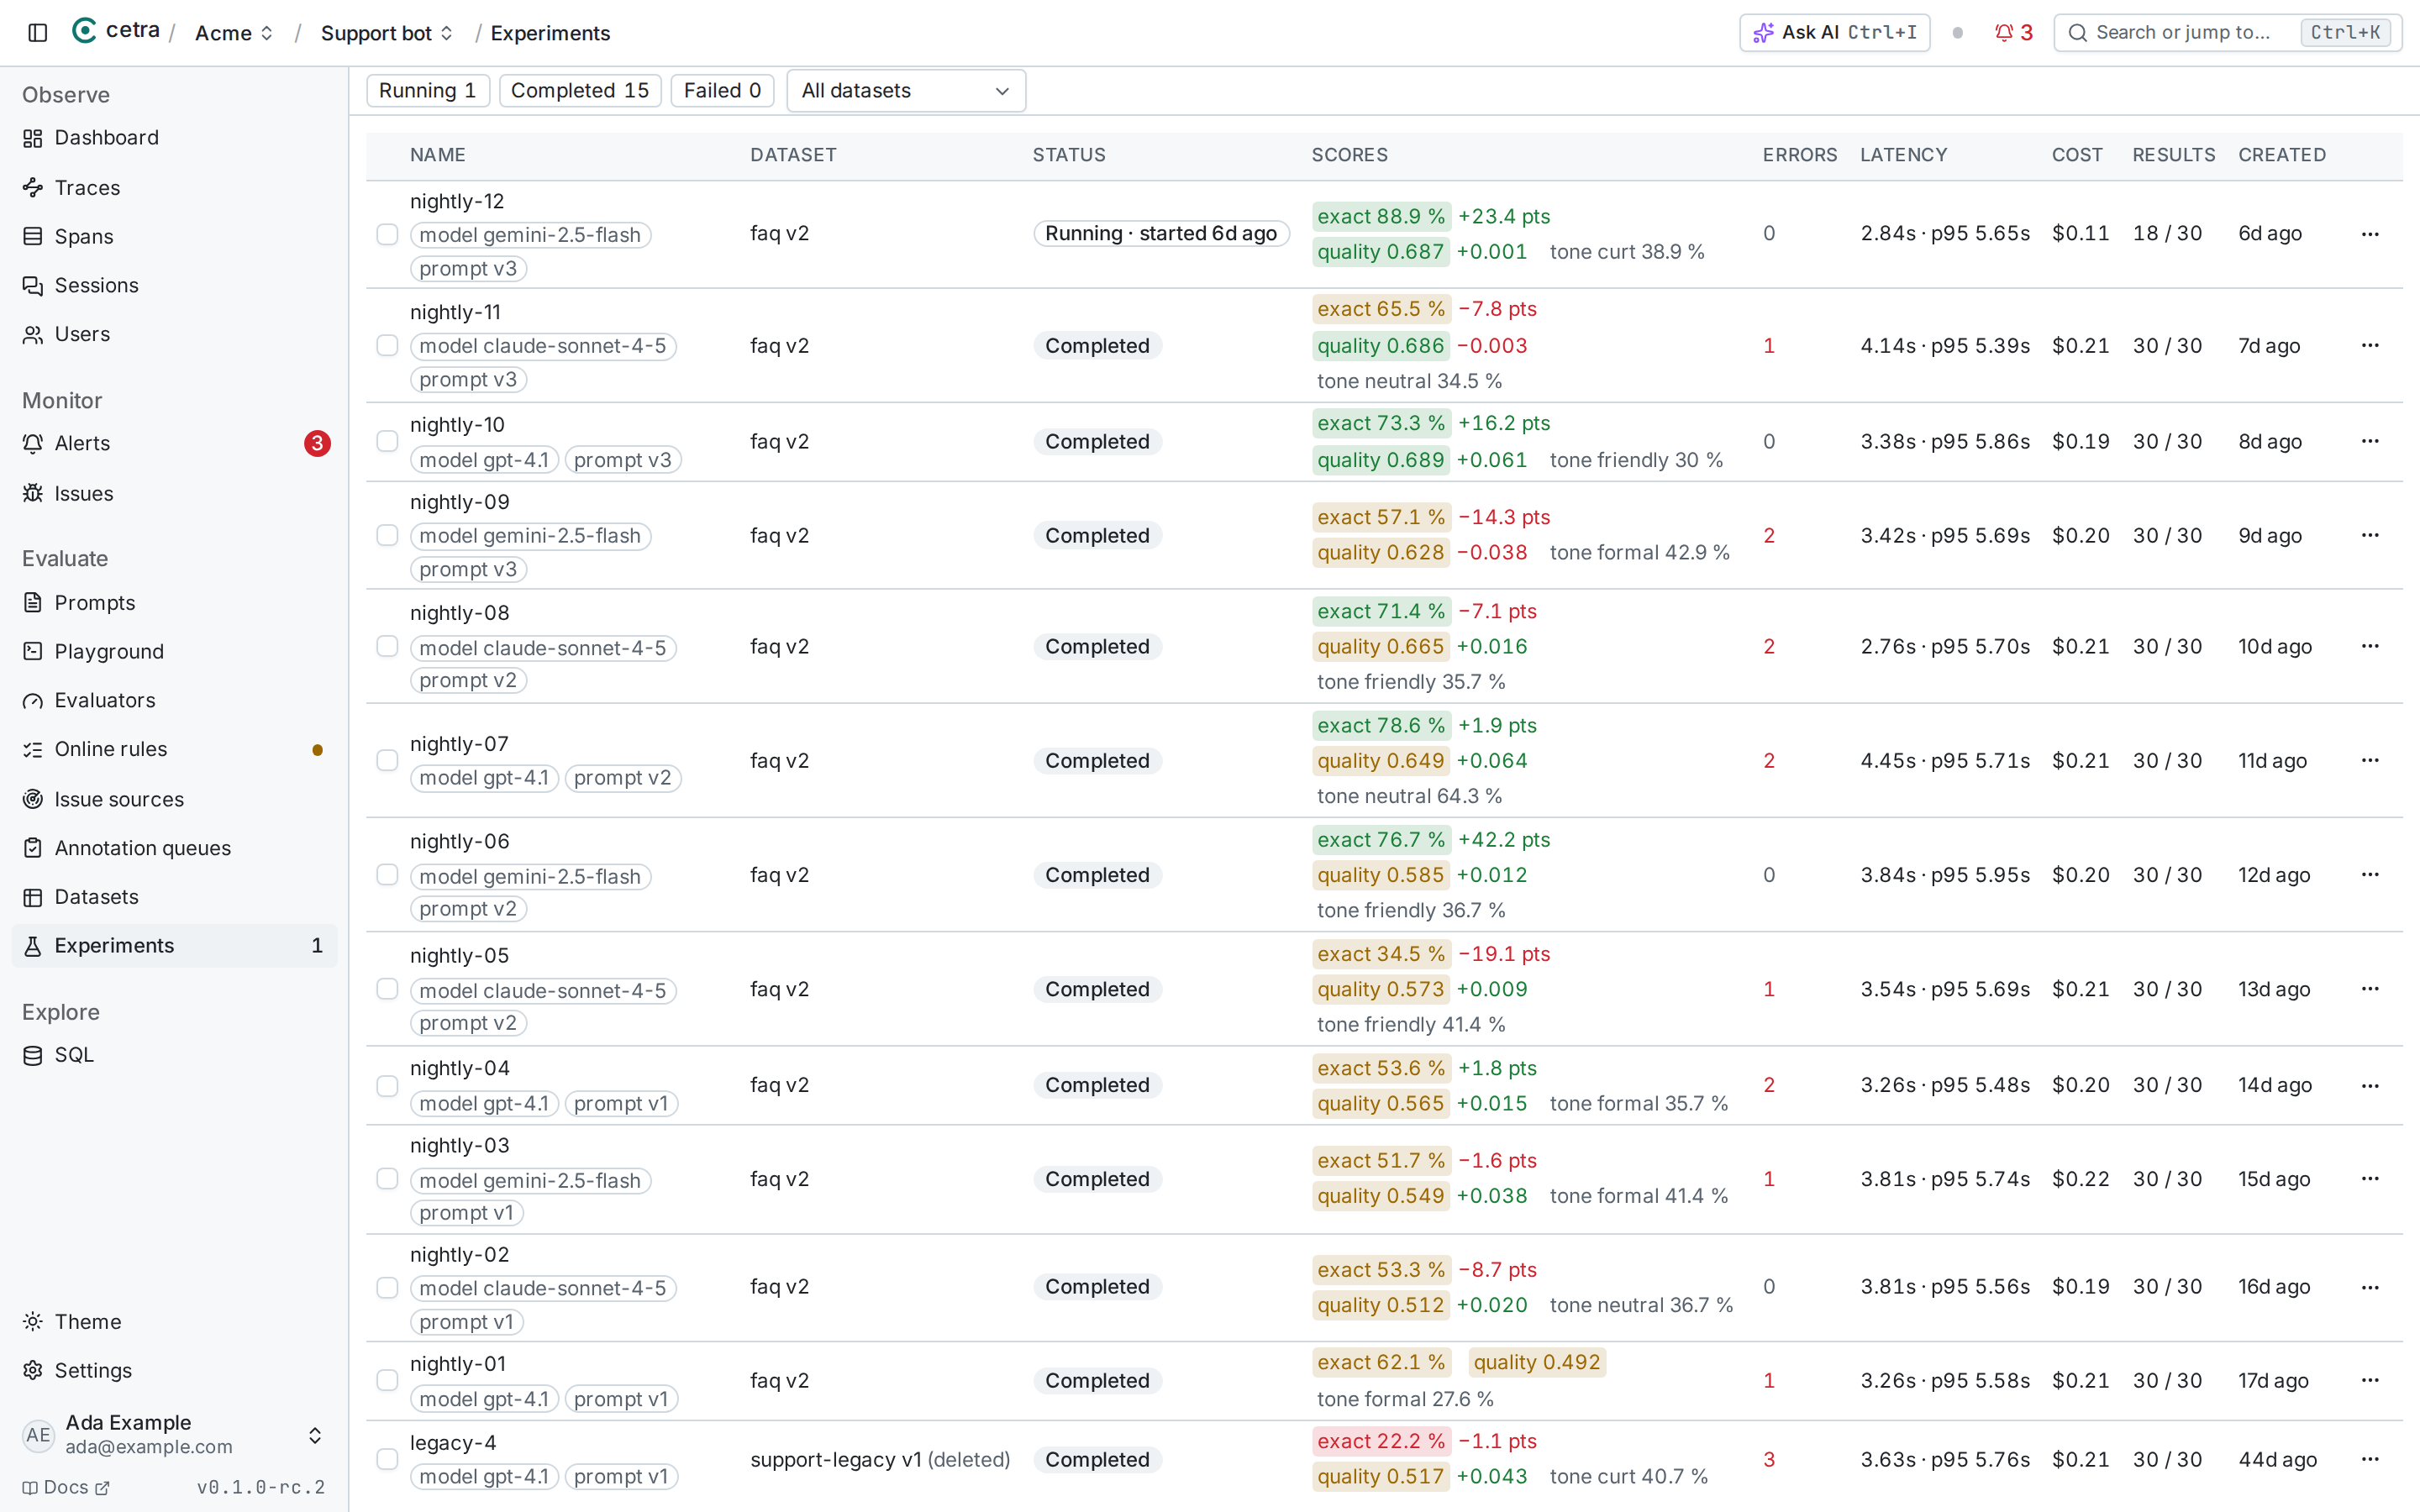 cetra / Acme / Support bot / Experiments
Ask AI Ctrl+I
3
Search or jump to... Ctrl+K
Observe
Dashboard
Traces
Spans
Sessions
Users
Monitor
Alerts 3
Issues
Evaluate
Prompts
Playground
Evaluators
Online rules
Issue sources
Annotation queues
Datasets
Experiments 1
Explore
SQL
Theme
Settings
AE
Ada Example
ada@example.com
Docs v0.1.0-rc.2
Running 1 Completed 15 Failed 0 All datasets
NAME DATASET STATUS SCORES ERRORS LATENCY COST RESULTS CREATED
nightly-12
model gemini-2.5-flash
prompt v3
faq v2
Running · started 6d ago
exact 88.9 % +23.4 pts
quality 0.687 +0.001 tone curt 38.9 %
0 2.84s · p95 5.65s $0.11 18 / 30 6d ago
nightly-11
model claude-sonnet-4-5
prompt v3
faq v2
Completed
exact 65.5 % −7.8 pts
quality 0.686 −0.003
tone neutral 34.5 %
1 4.14s · p95 5.39s $0.21 30 / 30 7d ago
nightly-10
model gpt-4.1 prompt v3
faq v2
Completed
exact 73.3 % +16.2 pts
quality 0.689 +0.061 tone friendly 30 %
0 3.38s · p95 5.86s $0.19 30 / 30 8d ago
nightly-09
model gemini-2.5-flash
prompt v3
faq v2
Completed
exact 57.1 % −14.3 pts
quality 0.628 −0.038 tone formal 42.9 %
2 3.42s · p95 5.69s $0.20 30 / 30 9d ago
nightly-08
model claude-sonnet-4-5
prompt v2
faq v2
Completed
exact 71.4 % −7.1 pts
quality 0.665 +0.016
tone friendly 35.7 %
2 2.76s · p95 5.70s $0.21 30 / 30 10d ago
nightly-07
model gpt-4.1 prompt v2
faq v2
Completed
exact 78.6 % +1.9 pts
quality 0.649 +0.064
tone neutral 64.3 %
2 4.45s · p95 5.71s $0.21 30 / 30 11d ago
nightly-06
model gemini-2.5-flash
prompt v2
faq v2
Completed
exact 76.7 % +42.2 pts
quality 0.585 +0.012
tone friendly 36.7 %
0 3.84s · p95 5.95s $0.20 30 / 30 12d ago
nightly-05
model claude-sonnet-4-5
prompt v2
faq v2
Completed
exact 34.5 % −19.1 pts
quality 0.573 +0.009
tone friendly 41.4 %
1 3.54s · p95 5.69s $0.21 30 / 30 13d ago
nightly-04
model gpt-4.1 prompt v1
faq v2
Completed
exact 53.6 % +1.8 pts
quality 0.565 +0.015 tone formal 35.7 %
2 3.26s · p95 5.48s $0.20 30 / 30 14d ago
nightly-03
model gemini-2.5-flash
prompt v1
faq v2
Completed
exact 51.7 % −1.6 pts
quality 0.549 +0.038 tone formal 41.4 %
1 3.81s · p95 5.74s $0.22 30 / 30 15d ago
nightly-02
model claude-sonnet-4-5
prompt v1
faq v2
Completed
exact 53.3 % −8.7 pts
quality 0.512 +0.020 tone neutral 36.7 %
0 3.81s · p95 5.56s $0.19 30 / 30 16d ago
nightly-01
model gpt-4.1 prompt v1
faq v2
Completed
exact 62.1 % quality 0.492
tone formal 27.6 %
1 3.26s · p95 5.58s $0.21 30 / 30 17d ago
legacy-4
model gpt-4.1 prompt v1
support-legacy v1 (deleted)
Completed
exact 22.2 % −1.1 pts
quality 0.517 +0.043 tone curt 40.7 %
3 3.63s · p95 5.76s $0.21 30 / 30 44d ago